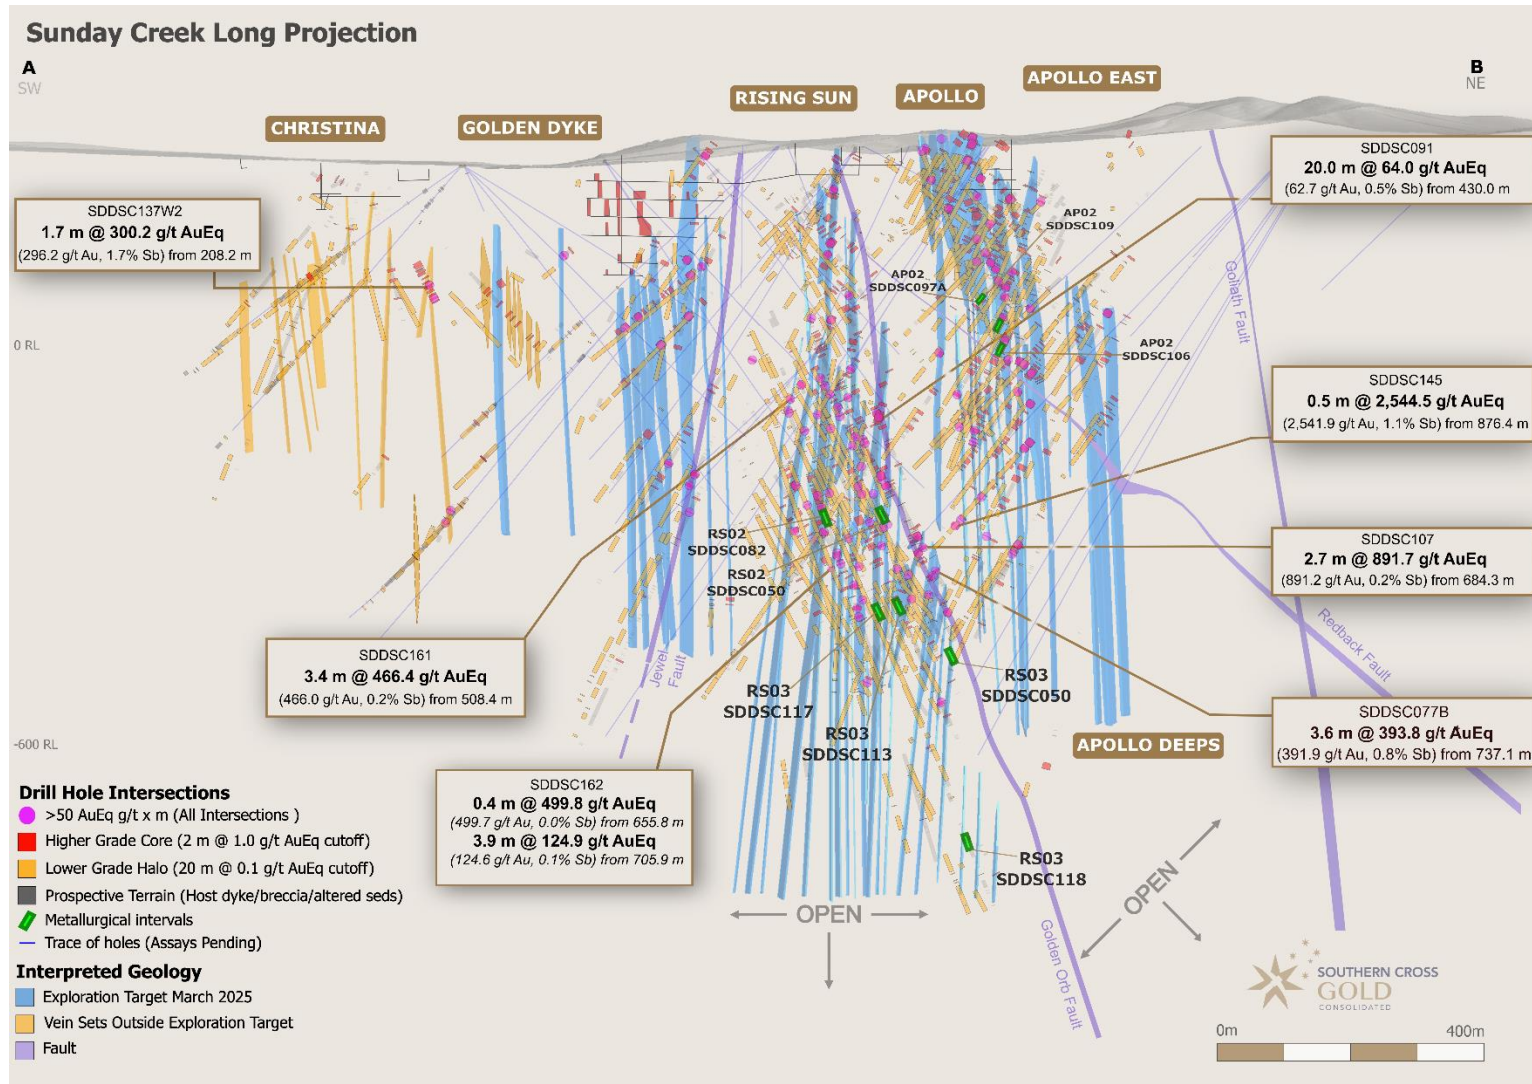 Sunday Creek Long Projection
A
SW
B
NE
CHRISTINA
GOLDEN DYKE
RISING SUN
APOLLO
APOLLO EAST
SDDSC091
20.0 m @ 64.0 g/t AuEq
(62.7 g/t Au, 0.5% Sb) from 430.0 m
SDDSC137W2
1.7 m @ 300.2 g/t AuEq
(296.2 g/t Au, 1.7% Sb) from 208.2 m
AP02
SDDSC109
AP02
SDDSC097A
AP02
SDDSC106
Goliath Fault
0 RL
SDDSC145
0.5 m @ 2,544.5 g/t AuEq
(2,541.9 g/t Au, 1.1% Sb) from 876.4 m
RS02
SDDSC082
RS02
SDDSC050
SDDSC107
2.7 m @ 891.7 g/t AuEq
(891.2 g/t Au, 0.2% Sb) from 684.3 m
Redback Fault
SDDSC161
3.4 m @ 466.4 g/t AuEq
(466.0 g/t Au, 0.2% Sb) from 508.4 m
Jewel
Fault
RS03
SDDSC117
RS03
SDDSC050
RS03
SDDSC113
SDDSC077B
3.6 m @ 393.8 g/t AuEq
(391.9 g/t Au, 0.8% Sb) from 737.1 m
-600 RL
APOLLO DEEPS
SDDSC162
0.4 m @ 499.8 g/t AuEq
(499.7 g/t Au, 0.0% Sb) from 655.8 m
3.9 m @ 124.9 g/t AuEq
(124.6 g/t Au, 0.1% Sb) from 705.9 m
RS03
SDDSC118
OPEN
OPEN
Golden Orb Fault
Drill Hole Intersections
>50 AuEq g/t x m (All Intersections )
Higher Grade Core (2 m @ 1.0 g/t AuEq cutoff)
Lower Grade Halo (20 m @ 0.1 g/t AuEq cutoff)
Prospective Terrain (Host dyke/breccia/altered seds)
Metallurgical intervals
Trace of holes (Assays Pending)
Interpreted Geology
Exploration Target March 2025
Vein Sets Outside Exploration Target
Fault
SOUTHERN CROSS
GOLD
CONSOLIDATED
0m
400m